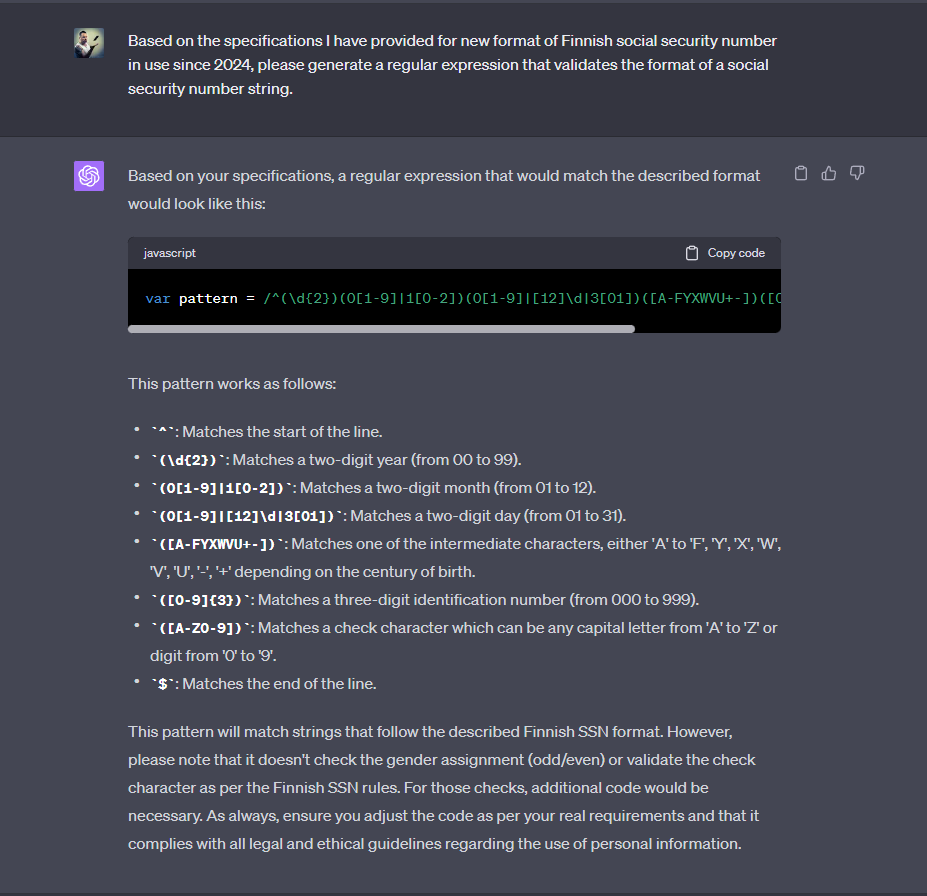 Based on the specifications I have provided for new format of Finnish social security number
in use since 2024, please generate a regular expression that validates the format of a social
security number string.
Based on your specifications, a regular expression that would match the described format
would look like this:
javascript
Copy code
var pattern = /^(\d{2})(0[1-9]|1[0-2])(0[1-9]|[12]\d|3[01])([A-FYXWVU+-])([0
This pattern works as follows:
• `^`: Matches the start of the line.
• `(\d{2})`: Matches a two-digit year (from 00 to 99).
• `(0[1-9]|1[0-2])`: Matches a two-digit month (from 01 to 12).
• `(0[1-9]|[12]\d|3[01])`: Matches a two-digit day (from 01 to 31).
• `([A-FYXWVU+-])`: Matches one of the intermediate characters, either 'A' to 'F', 'Y', 'X', 'W',
'V', 'U', '-', '+' depending on the century of birth.
• `([0-9]{3})`: Matches a three-digit identification number (from 000 to 999).
• `([A-Z0-9])`: Matches a check character which can be any capital letter from 'A' to 'Z' or
digit from '0' to '9'.
• `$`: Matches the end of the line.
This pattern will match strings that follow the described Finnish SSN format. However,
please note that it doesn't check the gender assignment (odd/even) or validate the check
character as per the Finnish SSN rules. For those checks, additional code would be
necessary. As always, ensure you adjust the code as per your real requirements and that it
complies with all legal and ethical guidelines regarding the use of personal information.